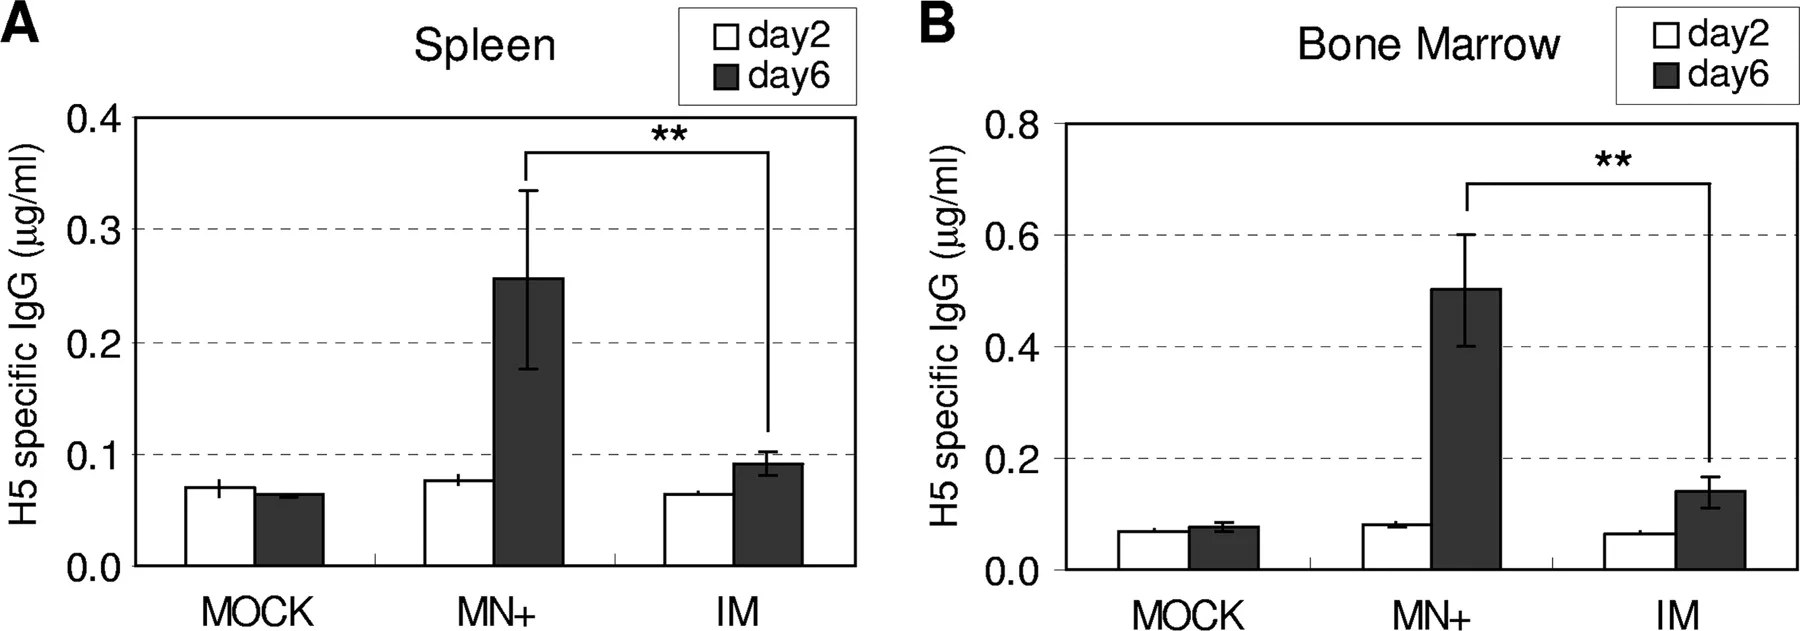 A
Spleen
day2
day6
H5 specific IgG (µg/ml)
0.4
0.3
0.2
0.1
0.0
**
MOCK
MN+
IM
B
Bone Marrow
day2
day6
H5 specific IgG (µg/ml)
0.8
0.6
0.4
0.2
0.0
**
MOCK
MN+
IM